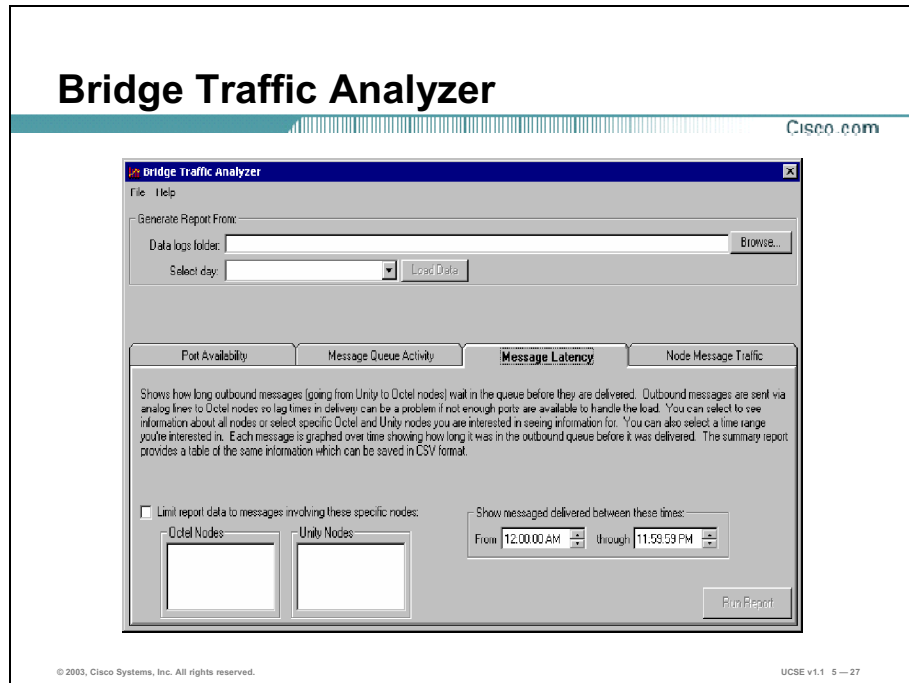 Bridge Traffic Analyzer
Cisco.com
Bridge Traffic Analyzer
File Help
Generate Report From:
Data logs folder:
Browse...
Select day:
Load Data
Port Availability
Message Queue Activity
Message Latency
Node Message Traffic
Shows how long outbound messages (going from Unity to Octel nodes) wait in the queue before they are delivered. Outbound messages are sent via
analog lines to Octel nodes so lag times in delivery can be a problem if not enough ports are available to handle the load. You can select to see
information about all nodes or select specific Octel and Unity nodes you are interested in seeing information for. You can also select a time range
you're interested in. Each message is graphed over time showing how long it was in the outbound queue before it was delivered. The summary report
provides a table of the same information which can be saved in CSV format.
Limit report data to messages involving these specific nodes:
Octel Nodes
Unity Nodes
Show messaged delivered between these times:
From 12:00:00 AM through 11:59:59 PM
Run Report
© 2003, Cisco Systems, Inc. All rights reserved.
UCSE v1.1 5 — 27